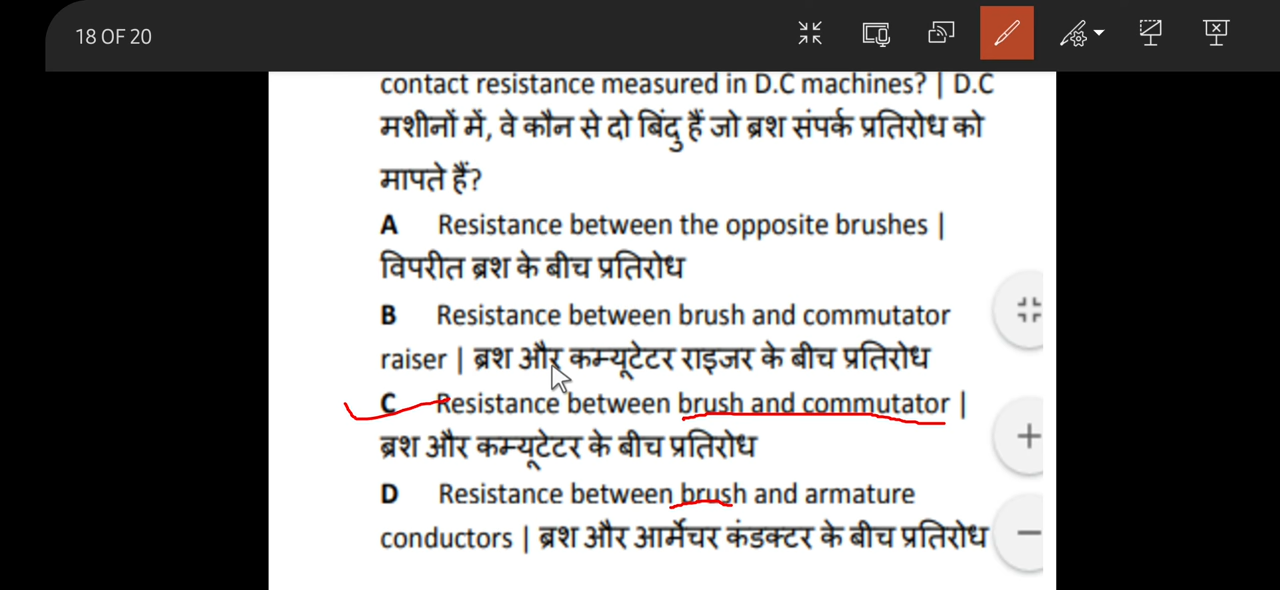 18 OF 20
contact resistance measured in D.C machines? | D.C
मशीनों में, वे कौन से दो बिंदु हैं जो ब्रश संपर्क प्रतिरोध को
मापते हैं?
A Resistance between the opposite brushes |
विपरीत ब्रश के बीच प्रतिरोध
B Resistance between brush and commutator
raiser | ब्रश और कम्यूटेटर राइजर के बीच प्रतिरोध
C Resistance between brush and commutator |
ब्रश और कम्यूटेटर के बीच प्रतिरोध
D Resistance between brush and armature
conductors | ब्रश और आर्मेचर कंडक्टर के बीच प्रतिरोध